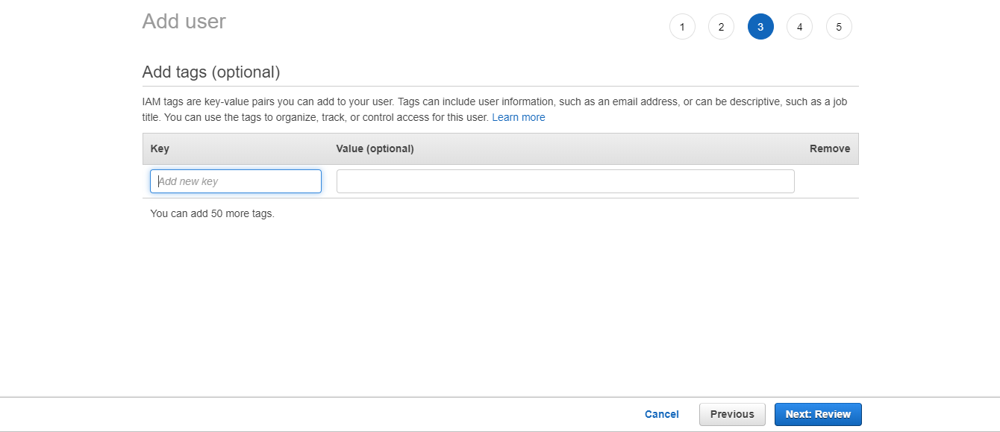 Add user
1 2 3 4 5
Add tags (optional)
IAM tags are key-value pairs you can add to your user. Tags can include user information, such as an email address, or can be descriptive, such as a job
title. You can use the tags to organize, track, or control access for this user. Learn more
Key Value (optional) Remove
Add new key
You can add 50 more tags.
Cancel Previous Next: Review